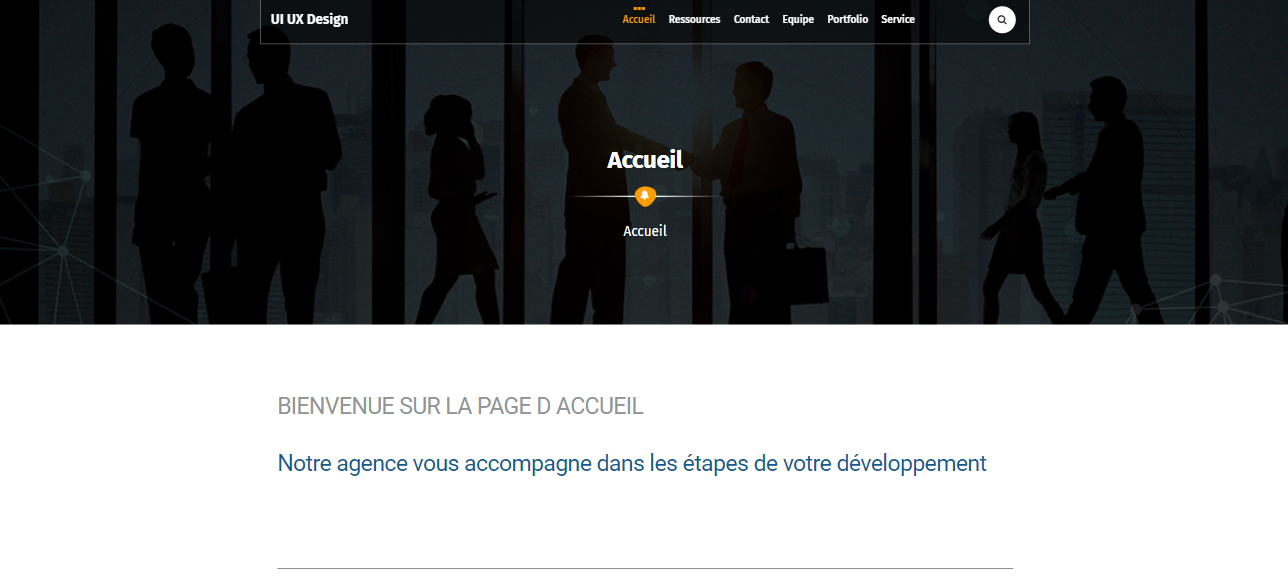 UI UX Design
Accueil Ressources Contact Equipe Portfolio Service
Accueil
Accueil
BIENVENUE SUR LA PAGE D ACCUEIL
Notre agence vous accompagne dans les étapes de votre développement